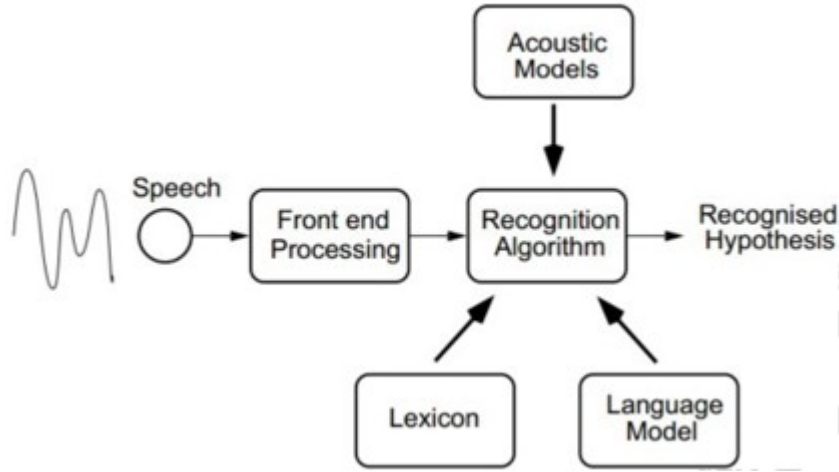 Acoustic
Models
Speech
Front end
Processing
Recognition
Algorithm
Recognised
Hypothesis
Lexicon
Language
Model